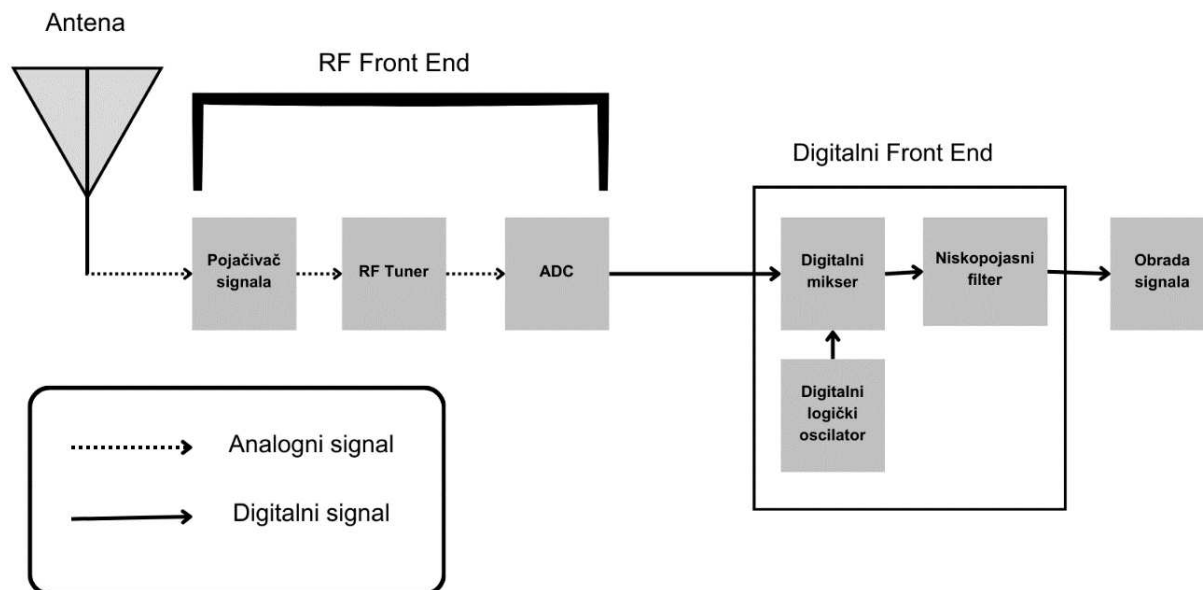 Antena
RF Front End
Digitalni Front End
Pojačivač
signala
RF Tuner
ADC
Digitalni
mikser
Niskopojasni
filter
Obrada
signala
Digitalni
logički
oscilator
Analogni signal
Digitalni signal